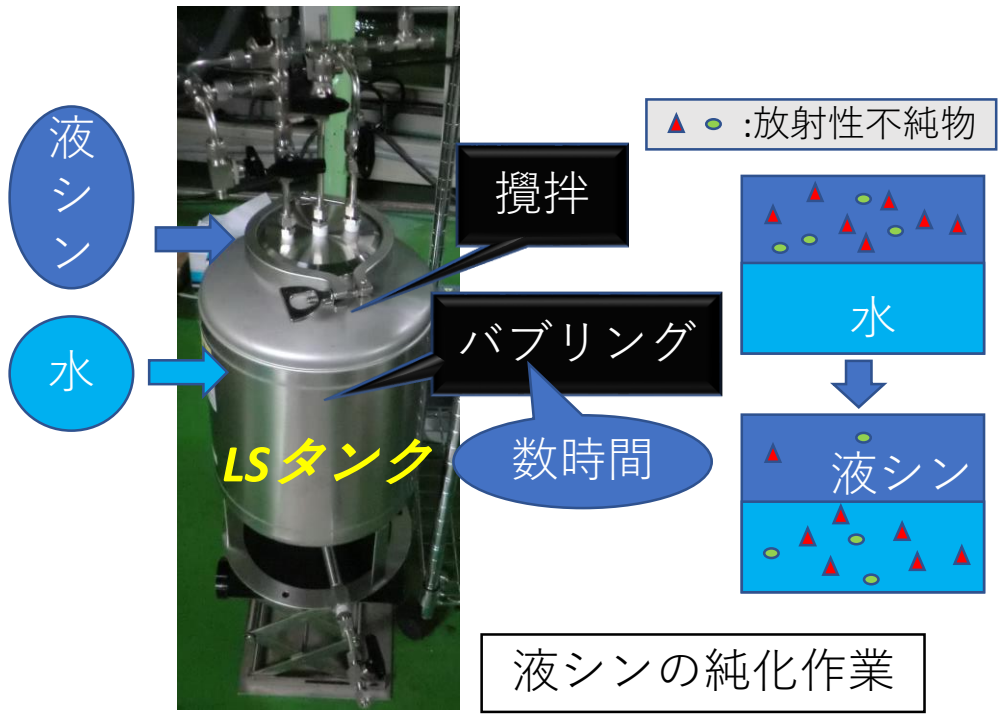 液シン
水
攪拌
バブリング
数時間
LSタンク
:放射性不純物
水
液シン
液シンの純化作業